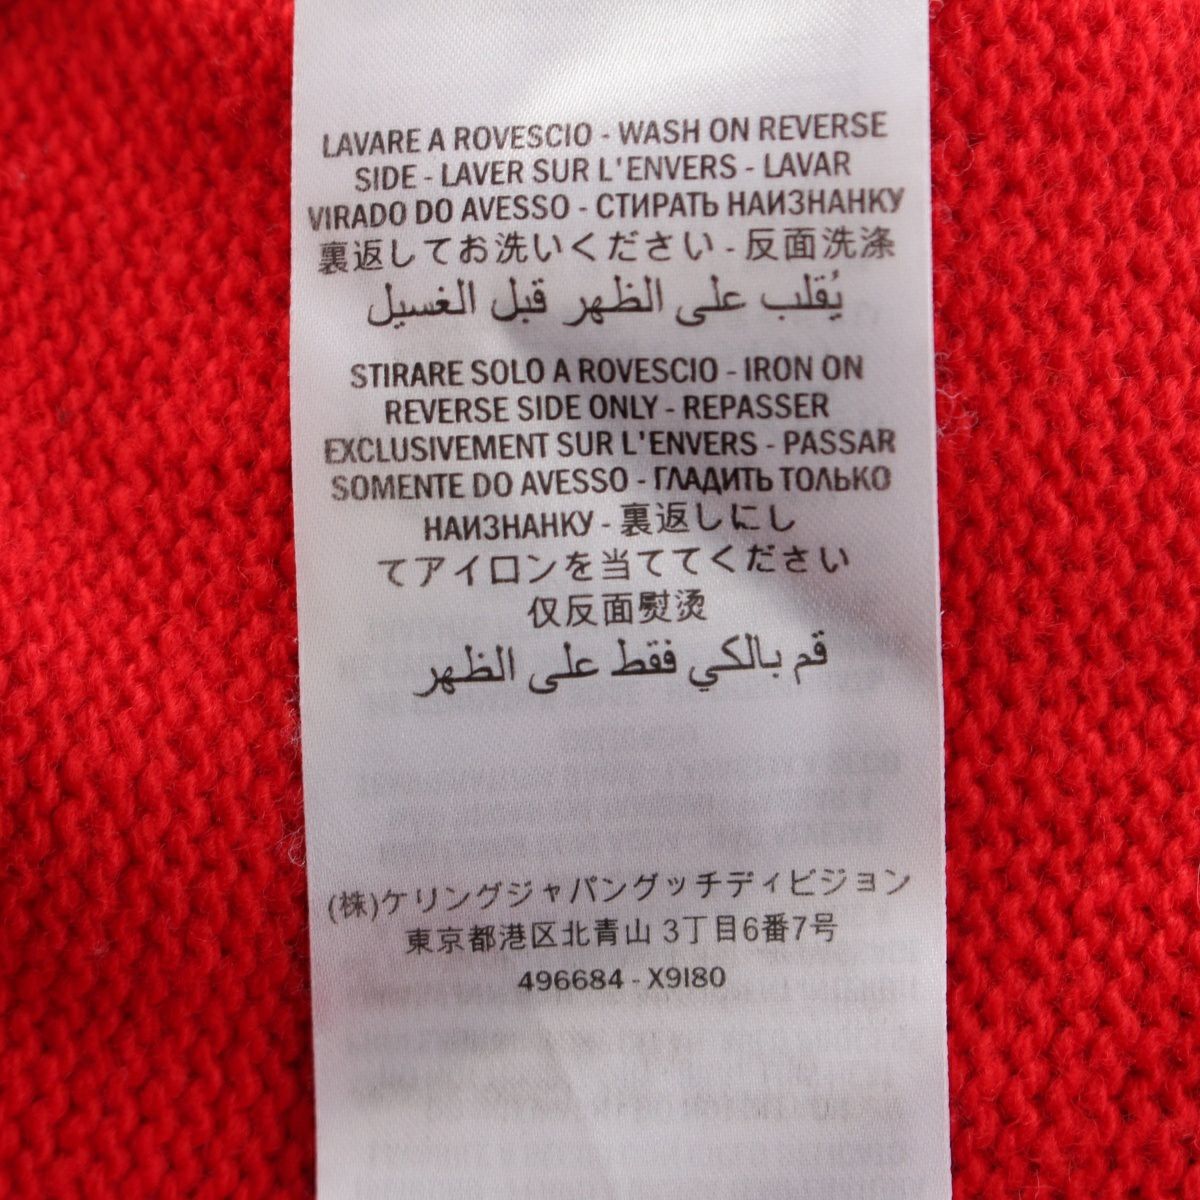 LAVARE A ROVESCIO - WASH ON REVERSE
SIDE - LAVER SUR L'ENVERS - LAVAR
VIRADO DO AVESSO - СТИРАТЬ НАИЗНАНКУ
裏返してお洗いください - 反面洗涤
يُقلب على الظهر قبل الغسيل
STIRARE SOLO A ROVESCIO - IRON ON
REVERSE SIDE ONLY - REPASSER
EXCLUSIVEMENT SUR L'ENVERS - PASSAR
SOMENTE DO AVESSO - ГЛАДИТЬ ТОЛЬКО
НАИЗНАНКУ - 裏返しにし
てアイロンを当ててください
仅反面熨烫
قم بالكي فقط على الظهر
(株)ケリングジャパングッチディビジョン
東京都港区北青山 3丁目6番7号
496684 - X9I80